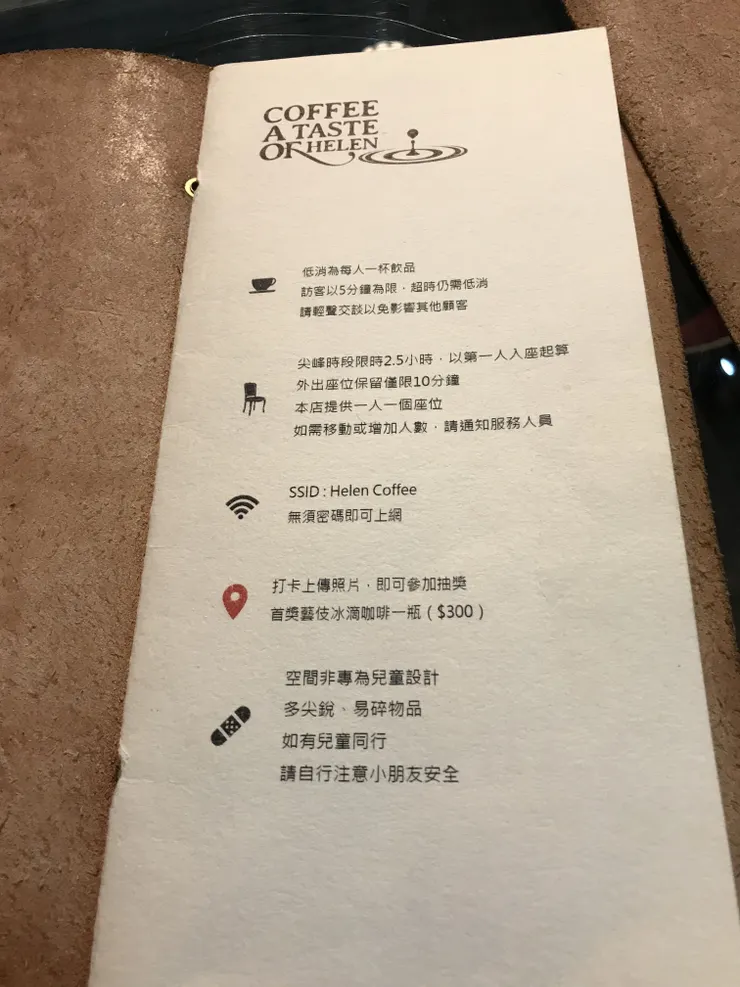 COFFEE
A TASTE
OF HELEN
低消為每人一杯飲品
訪客以5分鐘為限，超時仍需低消
請輕聲交談以免影響其他顧客
尖峰時段限時2.5小時，以第一人入座起算
外出座位保留僅限10分鐘
本店提供一人一個座位
如需移動或增加人數，請通知服務人員
SSID : Helen Coffee
無須密碼即可上網
打卡上傳照片，即可參加抽獎
首獎藝伎冰滴咖啡一瓶（$300）
空間非專為兒童設計
多尖銳、易碎物品
如有兒童同行
請自行注意小朋友安全